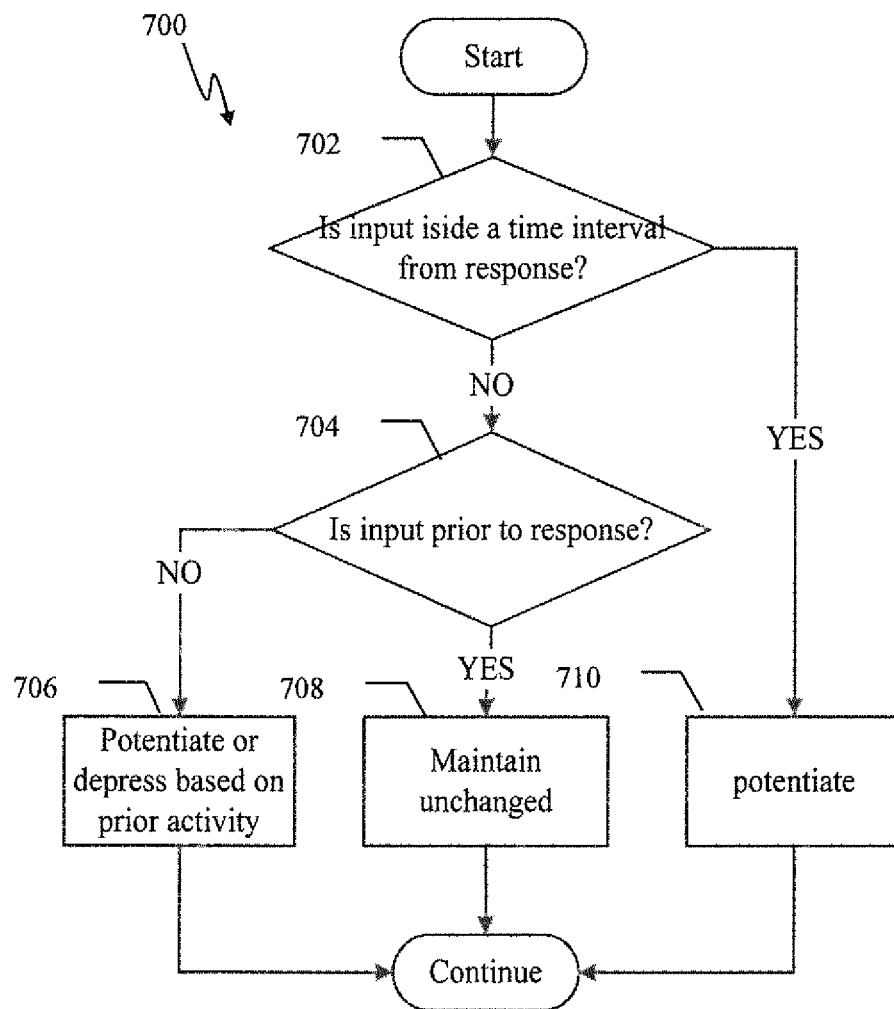 700
Start
702
Is input iside a time interval
from response?
NO
YES
704
Is input prior to response?
NO
YES
706
Potentiate or
depress based on
prior activity
708
Maintain
unchanged
710
potentiate
Continue